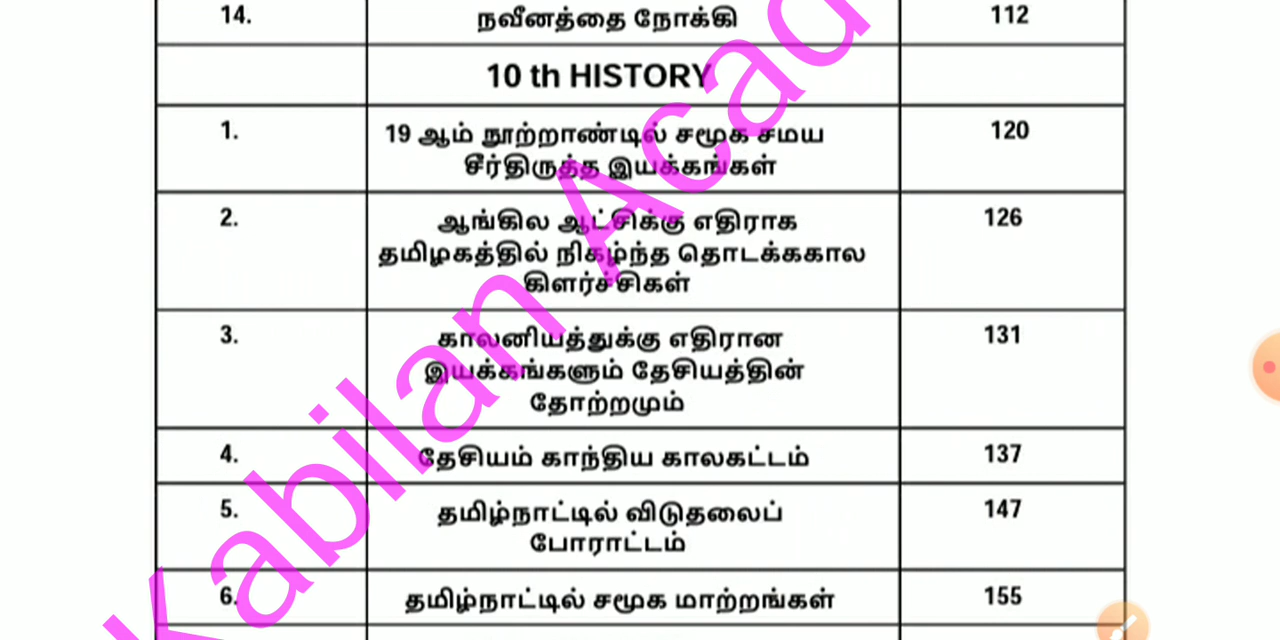 14. நவீனத்தை நோக்கி 112
10 th HISTORY
1. 19 ஆம் நூற்றாண்டில் சமூக சமய 120
சீர்திருத்த இயக்கங்கள்
2. ஆங்கில ஆட்சிக்கு எதிராக 126
தமிழகத்தில் நிகழ்ந்த தொடக்ககால
கிளர்ச்சிகள்
3. காலனியத்துக்கு எதிரான 131
இயக்கங்களும் தேசியத்தின்
தோற்றமும்
4. தேசியம் காந்திய காலகட்டம் 137
5. தமிழ்நாட்டில் விடுதலைப் 147
போராட்டம்
6. தமிழ்நாட்டில் சமூக மாற்றங்கள் 155
Kabilan Acad